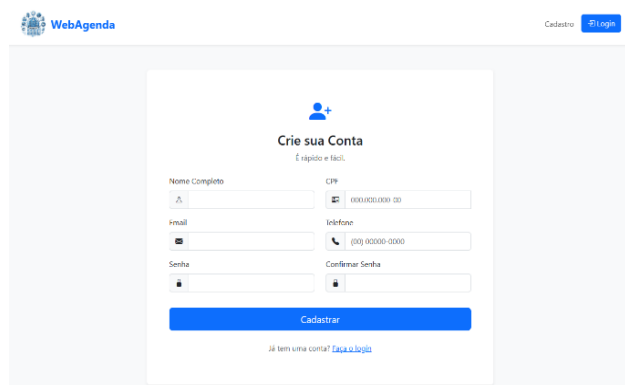 WebAgenda
Cadastro Login
Crie sua Conta
É rápido e fácil.
Nome Completo CPF
000.000.000-00
Email Telefone
(00) 00000-0000
Senha Confirmar Senha
Cadastrar
Já tem uma conta? Faça o login